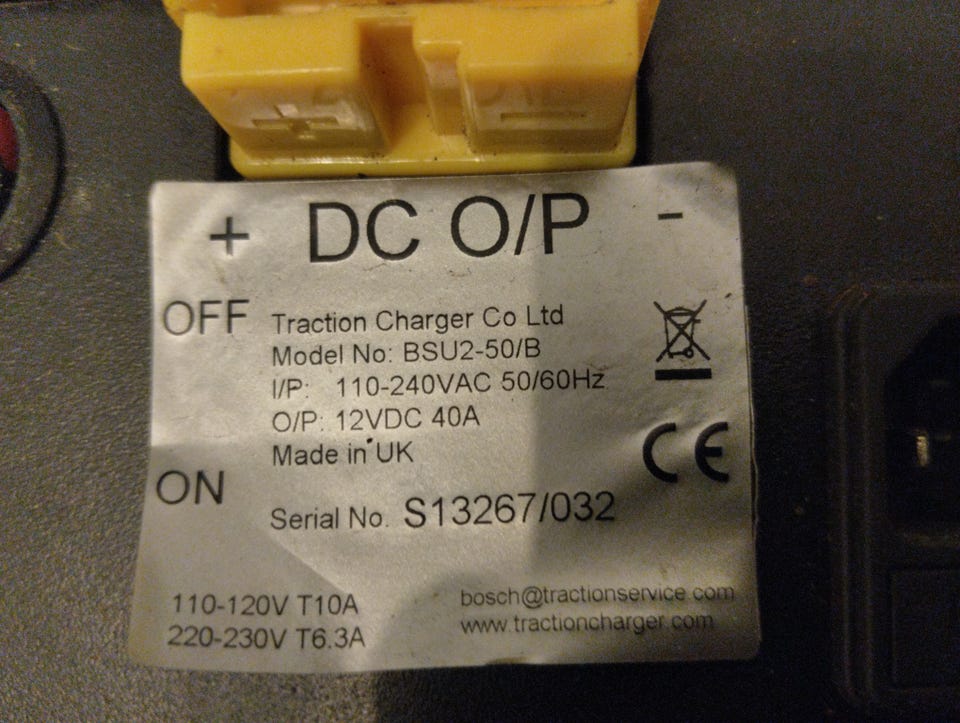 + DC O/P -
OFF
Traction Charger Co Ltd
Model No: BSU2-50/B
I/P: 110-240VAC 50/60Hz
O/P: 12VDC 40A
Made in UK
CE
ON
Serial No. S13267/032
110-120V T10A
220-230V T6.3A
bosch@tractionservice.com
www.tractioncharger.com